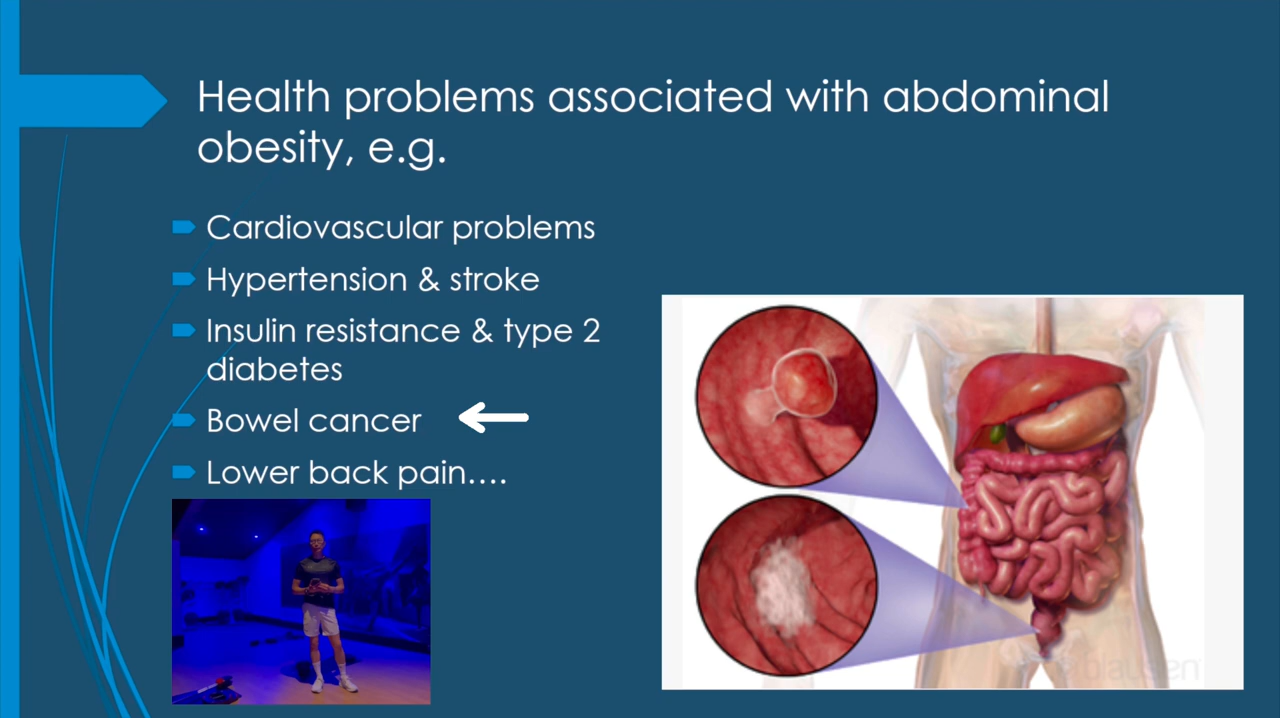 Health problems associated with abdominal
obesity, e.g.
Cardiovascular problems
Hypertension & stroke
Insulin resistance & type 2
diabetes
Bowel cancer
Lower back pain....
blausen